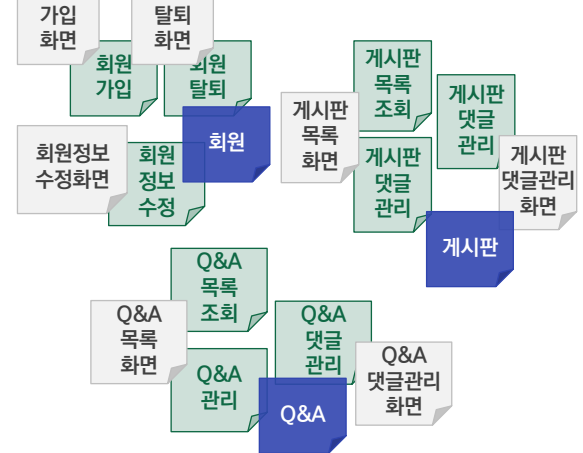 가입
화면
탈퇴
화면
회원
가입
회원
탈퇴
회원
회원정보
수정화면
회원
정보
수정
게시판
목록
조회
게시판
댓글
관리
게시판
목록
화면
게시판
댓글
관리
게시판
댓글관리
화면
게시판
Q&A
목록
조회
Q&A
목록
화면
Q&A
댓글
관리
Q&A
관리
Q&A
댓글관리
화면
Q&A